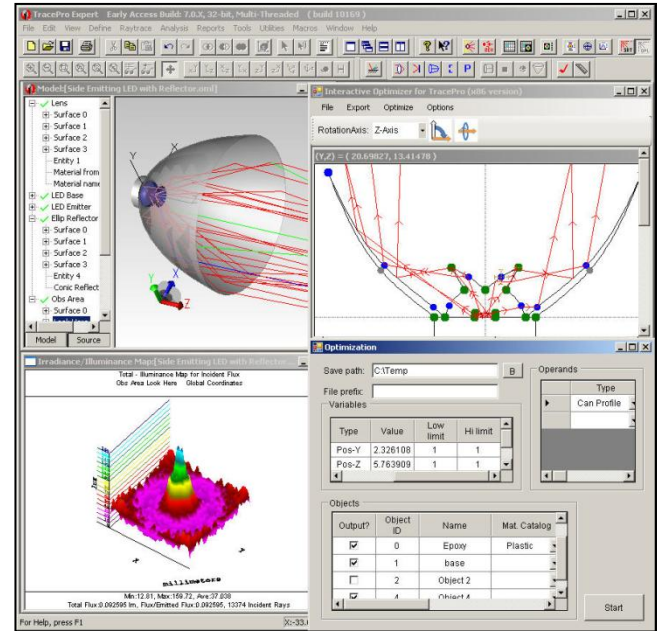 TracePro Expert   Early Access Build: 7.0.X, 32-bit, Multi-Threaded   ( build 10169 )
File Edit View Define Raytrace Analysis Reports Tools Utilities Macros Window Help
Model:[Side Emitting LED with Reflector.oml]
Lens
Surface 0
Surface 1
Surface 2
Surface 3
Entity 1
Material from
Material name
LED Base
LED Emitter
Ellip Reflector
Surface 0
Surface 1
Surface 2
Surface 3
Entity 4
Conic Reflect
Obs Area
Surface 0
Model Source
Y
X
Y X Z
Interactive Optimizer for TracePro (x86 version)
File Export Optimize Options
RotationAxis: Z-Axis
(Y,Z) = ( 20.69827, 13.41478 )
Irradiance/Illuminance Map:[Side Emitting LED with Reflector...
Total - Illuminance Map for Incident Flux
Obs Area Look Here   Global Coordinates
lux
millimeters
Min:12.81, Max:159.72, Ave:37.038
Total Flux:0.092595 lm, Flux/Emitted Flux:0.092595, 13374 Incident Rays
For Help, press F1
X:-33.
Optimization
Save path: C:\Temp B
File prefix:
Variables
Type Value Low limit Hi limit
Pos-Y 2.326108 1 1
Pos-Z 5.763909 1 1
Operands
Type
Can Profile
Objects
Output? Object ID Name Mat. Catalog
0 Epoxy Plastic
1 base
2 Object 2
4 Object 4
Start